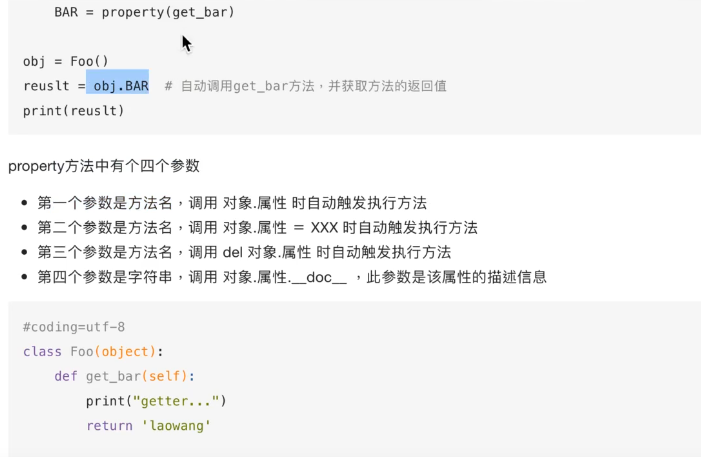 BAR = property(get_bar)
obj = Foo()
reuslt = obj.BAR  # 自动调用get_bar方法，并获取方法的返回值
print(reuslt)
property方法中有个四个参数
• 第一个参数是方法名，调用 对象.属性 时自动触发执行方法
• 第二个参数是方法名，调用 对象.属性 ＝ XXX 时自动触发执行方法
• 第三个参数是方法名，调用 del 对象.属性 时自动触发执行方法
• 第四个参数是字符串，调用 对象.属性.__doc__ ，此参数是该属性的描述信息
#coding=utf-8
class Foo(object):
    def get_bar(self):
        print("getter...")
        return 'laowang'